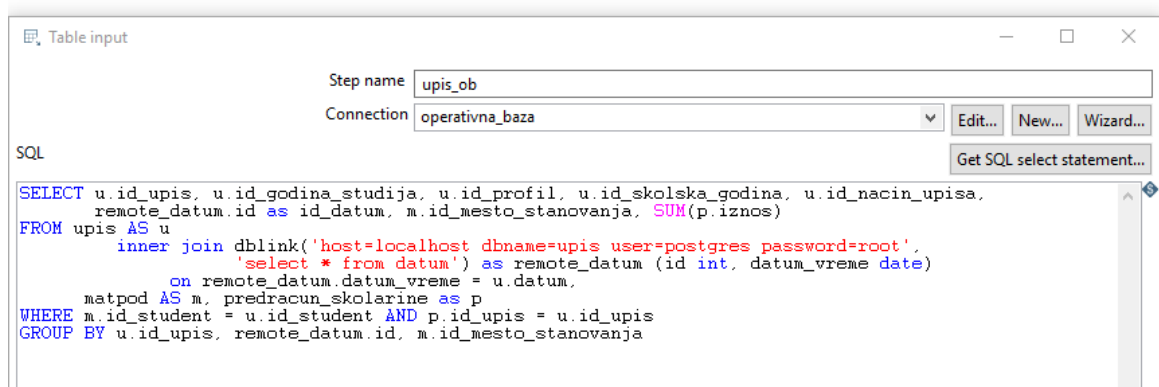 Table input
Step name upis_ob
Connection operativna_baza Edit... New... Wizard...
SQL Get SQL select statement...
SELECT u.id_upis, u.id_godina_studija, u.id_profil, u.id_skolska_godina, u.id_nacin_upisa,
remote_datum.id as id_datum, m.id_mesto_stanovanja, SUM(p.iznos)
FROM upis AS u
inner join dblink('host=localhost dbname=upis user=postgres password=root',
'select * from datum') as remote_datum (id int, datum_vreme date)
on remote_datum.datum_vreme = u.datum,
matpod AS m, predracun_skolarine as p
WHERE m.id_student = u.id_student AND p.id_upis = u.id_upis
GROUP BY u.id_upis, remote_datum.id, m.id_mesto_stanovanja